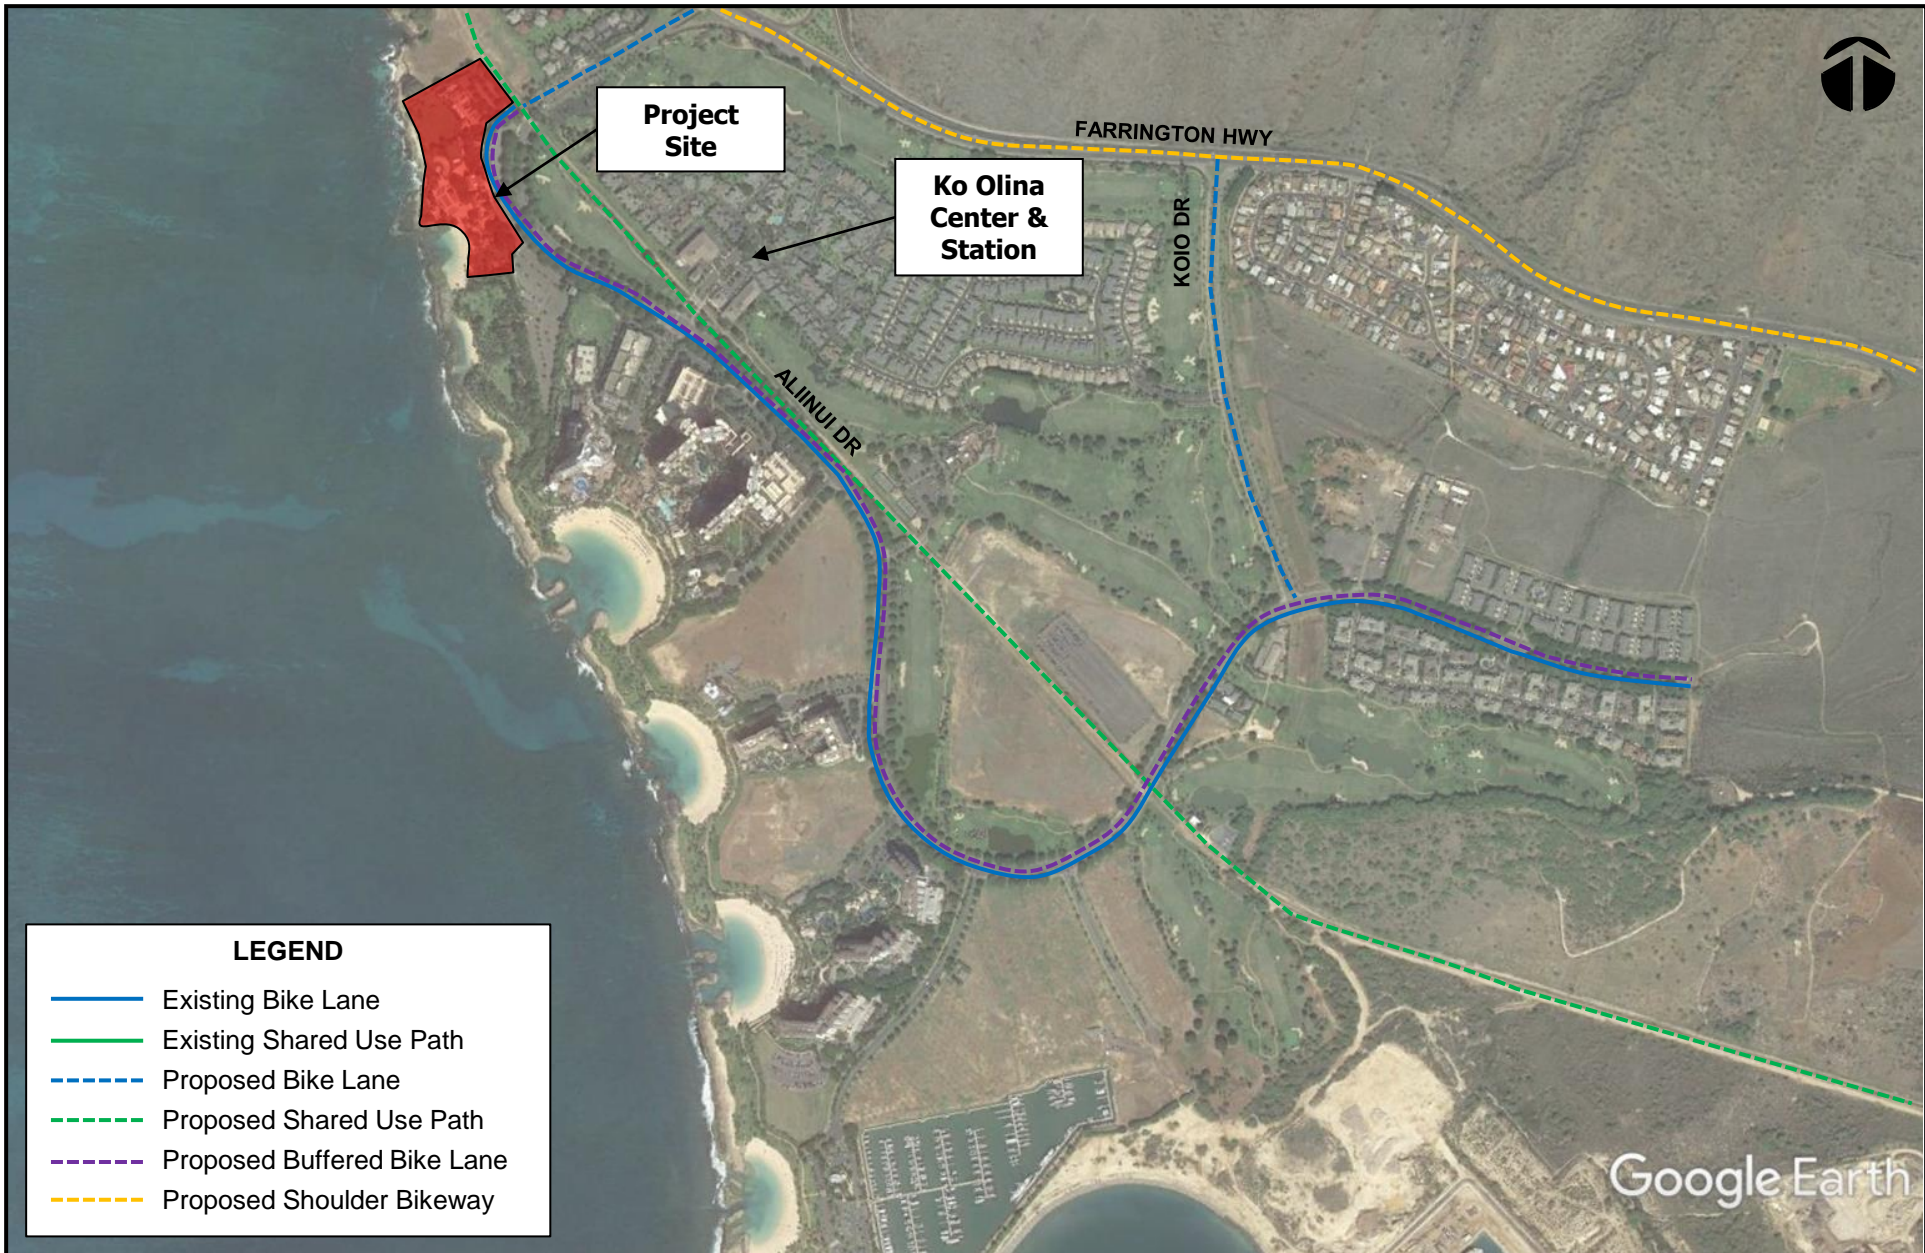 Project
Site
FARRINGTON HWY
Ko Olina
Center &
Station
KOIO DR
ALIINUI DR
LEGEND
Existing Bike Lane
Existing Shared Use Path
Proposed Bike Lane
Proposed Shared Use Path
Proposed Buffered Bike Lane
Proposed Shoulder Bikeway
Google Earth